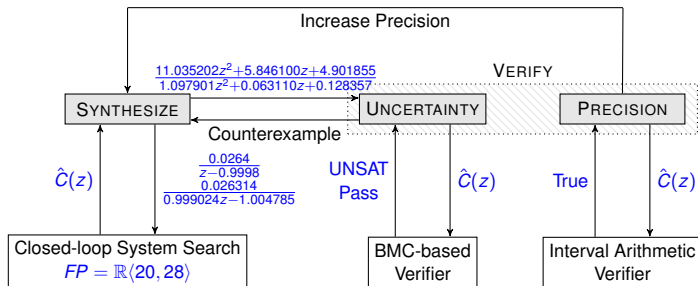 Increase Precision
11.035202z²+5.846100z+4.901855
1.097901z²+0.063110z+0.128357
VERIFY
SYNTHESIZE
UNCERTAINTY
PRECISION
Counterexample
0.0264
z−0.9998
0.026314
0.999024z−1.004785
Ĉ(z)
UNSAT
Pass
Ĉ(z)
True
Ĉ(z)
Closed-loop System Search
FP = ℝ⟨20, 28⟩
BMC-based
Verifier
Interval Arithmetic
Verifier